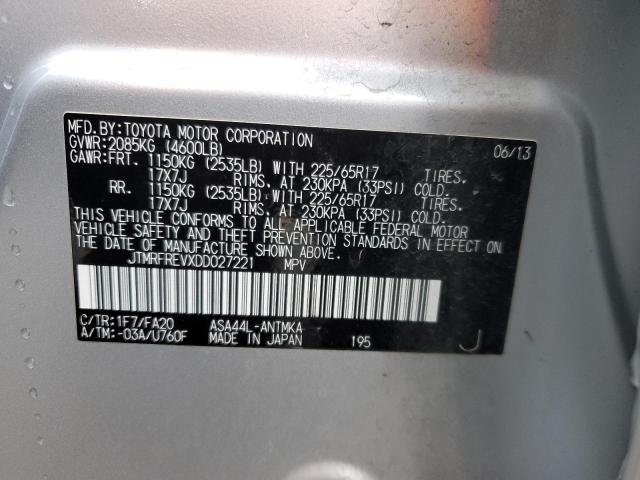 MFD.BY:TOYOTA MOTOR CORPORATION 06/13
GVWR:2085KG (4600LB)
GAWR:FRT. 1150KG (2535LB) WITH 225/65R17 TIRES.
17X7J RIMS. AT 230KPA (33PSI) COLD.
RR. 1150KG (2535LB) WITH 225/65R17 TIRES.
17X7J RIMS. AT 230KPA (33PSI) COLD.
THIS VEHICLE CONFORMS TO ALL APPLICABLE FEDERAL MOTOR
VEHICLE SAFETY AND THEFT PREVENTION STANDARDS IN EFFECT ON
THE DATE OF MANUFACTURE SHOWN ABOVE.
JTMRFREVXDD027221 MPV
C/TR:1F7/FA20 ASA44L-ANTMKA
A/TM:-03A/U760F MADE IN JAPAN 195 J